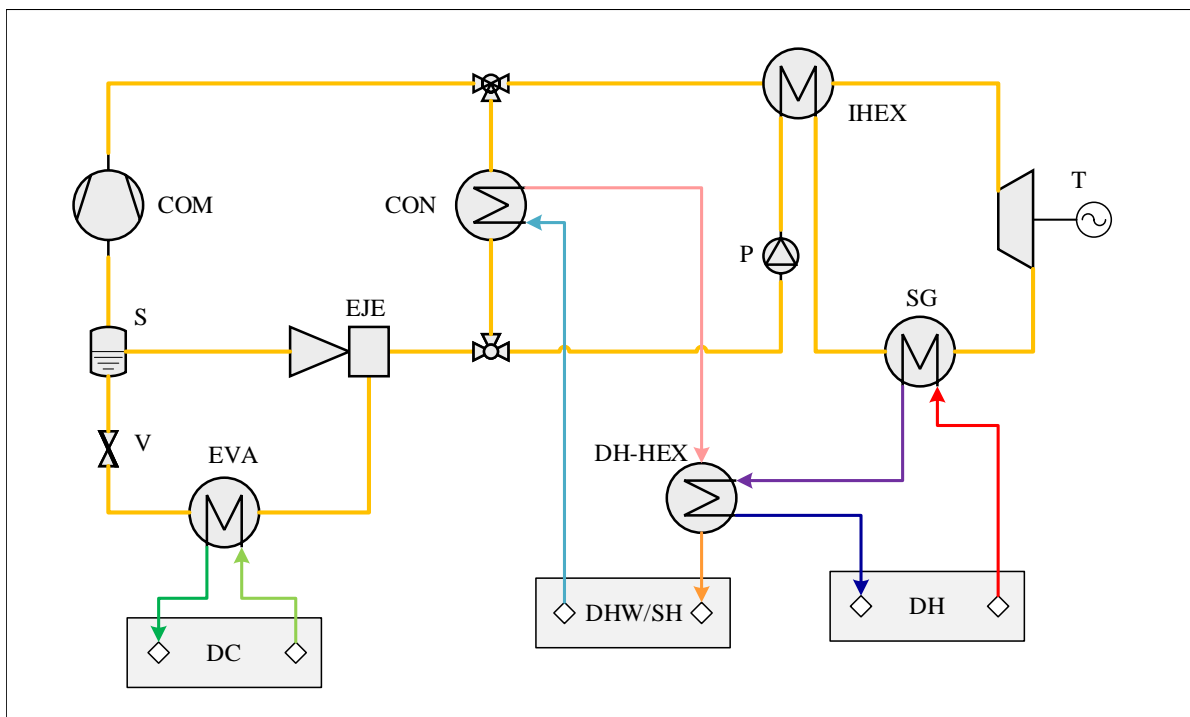 IHEX
T
COM
CON
P
SG
S
EJE
V
EVA
DH-HEX
DHW/SH
DH
DC